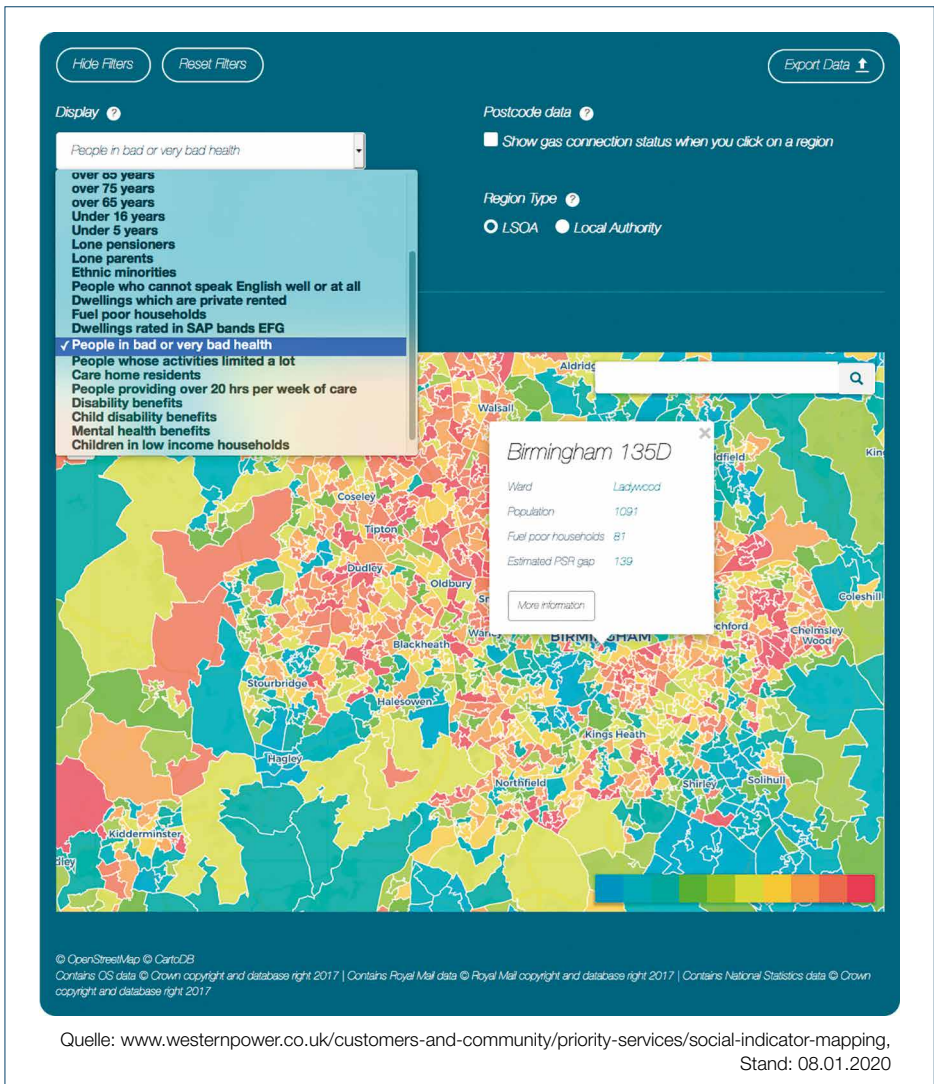 Hide Filters
Reset Filters
Export Data
Display ?
People in bad or very bad health
Postcode data ?
Show gas connection status when you click on a region
Region Type ?
LSOA
Local Authority
over 85 years
over 75 years
over 65 years
Under 16 years
Under 5 years
Lone pensioners
Lone parents
Ethnic minorities
People who cannot speak English well or at all
Dwellings which are private rented
Fuel poor households
Dwellings rated in SAP bands EFG
✓ People in bad or very bad health
People whose activities limited a lot
Care home residents
People providing over 20 hrs per week of care
Disability benefits
Child disability benefits
Mental health benefits
Children in low income households
Walsall
Birmingham 135D
Ward Ladywood
Population 1091
Fuel poor households 81
Estimated PSR gap 139
More information
Coseley
Tipton
Dudley
Oldbury
Coleshill
Blackheath
BIRMINGHAM
Chelmsley
Wood
Stourbridge
Halesowen
Kings Heath
Hagley
Northfield
Shirley
Solihull
Kidderminster
© OpenStreetMap © CartoDB
Contains OS data © Crown copyright and database right 2017 | Contains Royal Mail data © Royal Mail copyright and database right 2017 | Contains National Statistics data © Crown
copyright and database right 2017
Quelle: www.westernpower.co.uk/customers-and-community/priority-services/social-indicator-mapping,
Stand: 08.01.2020